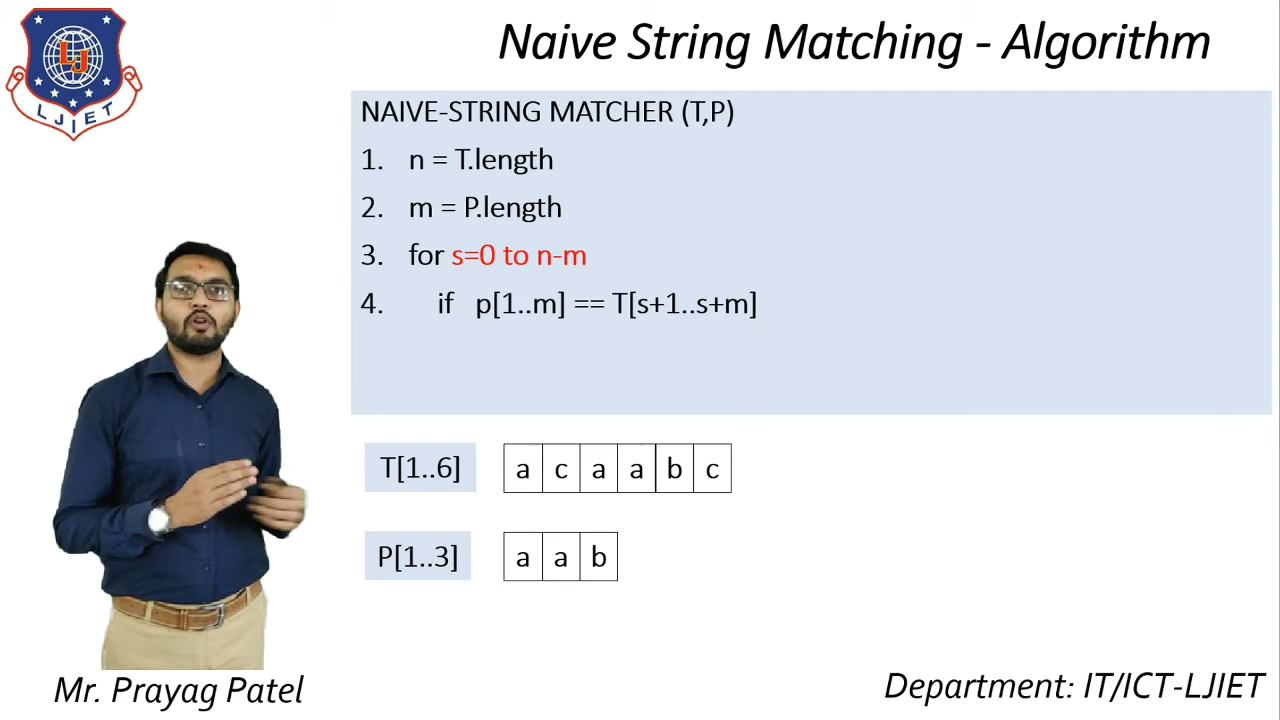 LJ
LJIET
Naive String Matching - Algorithm
NAIVE-STRING MATCHER (T,P)
1. n = T.length
2. m = P.length
3. for s=0 to n-m
4. if p[1..m] == T[s+1..s+m]
T[1..6] a c a a b c
P[1..3] a a b
Mr. Prayag Patel
Department: IT/ICT-LJIET